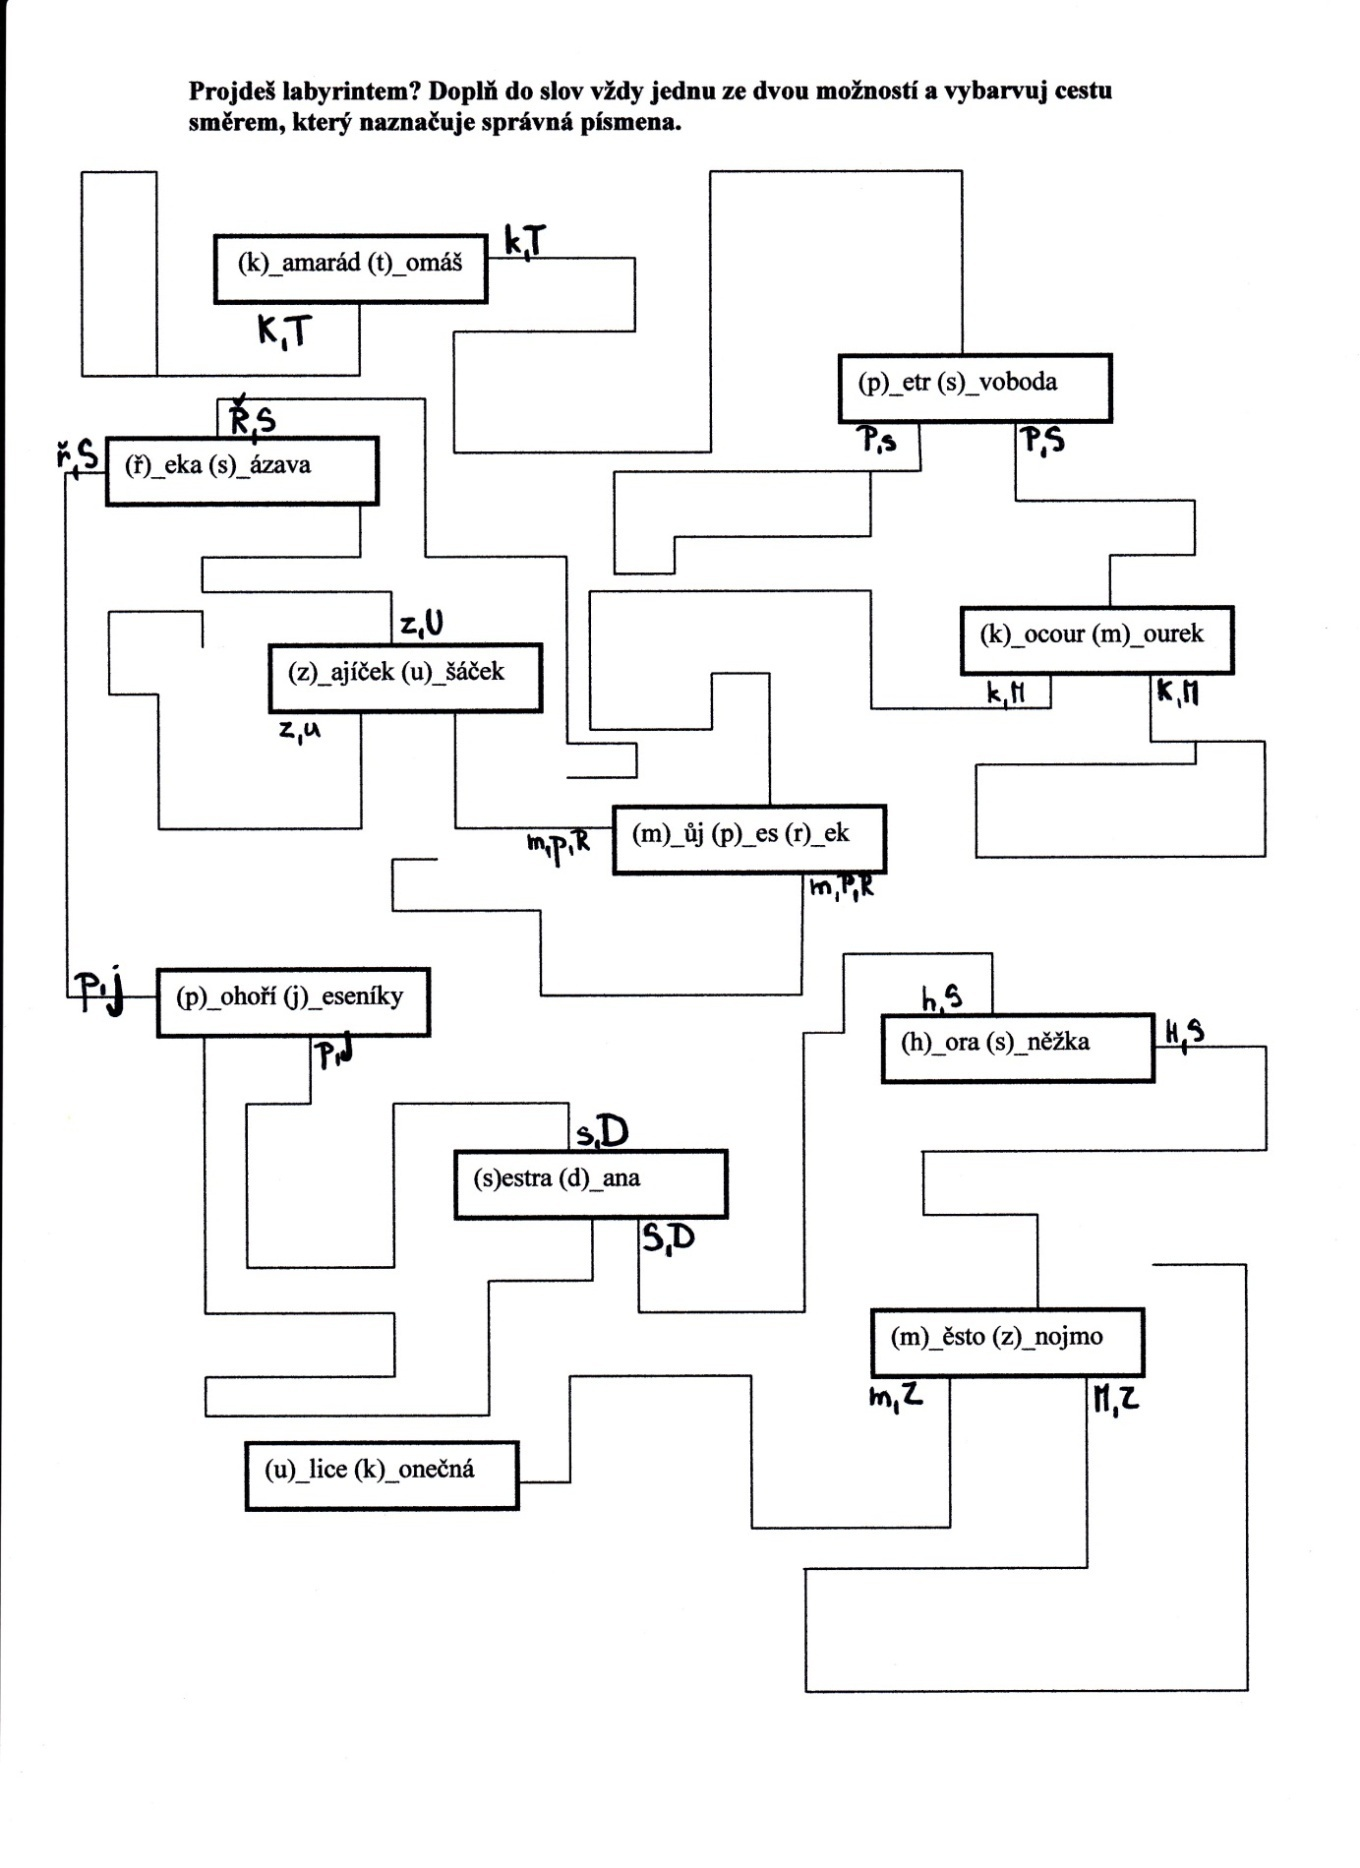 Projdeš labyrintem? Doplň do slov vždy jednu ze dvou možností a vybarvuj cestu
směrem, který naznačuje správná písmena.
k,T
(k)_amarád (t)_omáš
K,T
(p)_etr (s)_voboda
P,s
P,S
Ř,S
ř,S
(ř)_eka (s)_ázava
z,U
(z)_ajíček (u)_šáček
z,u
(k)_ocour (m)_ourek
k,M
K,M
(m)_ůj (p)_es (r)_ek
m,p,R
m,P,R
p,j
(p)_ohoří (j)_eseníky
p,J
h,S
(h)_ora (s)_něžka
H,S
s,D
(s)estra (d)_ana
S,D
(m)_ěsto (z)_nojmo
m,Z
M,Z
(u)_lice (k)_onečná